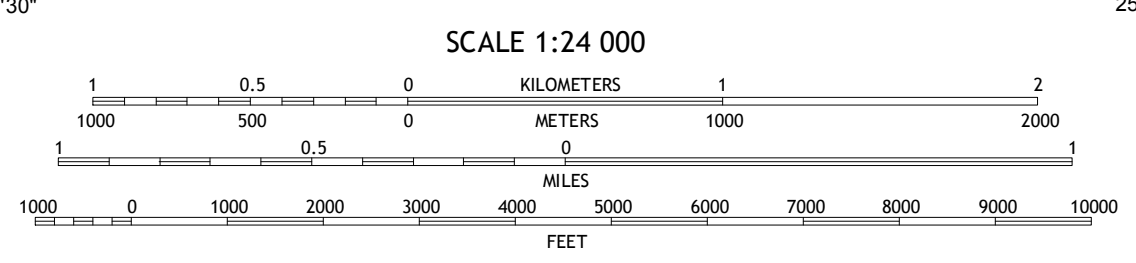 '30"
25
SCALE 1:24 000
1 0.5 0 KILOMETERS 1 2
1000 500 0 METERS 1000 2000
1 0.5 0 1
MILES
1000 0 1000 2000 3000 4000 5000 6000 7000 8000 9000 10000
FEET